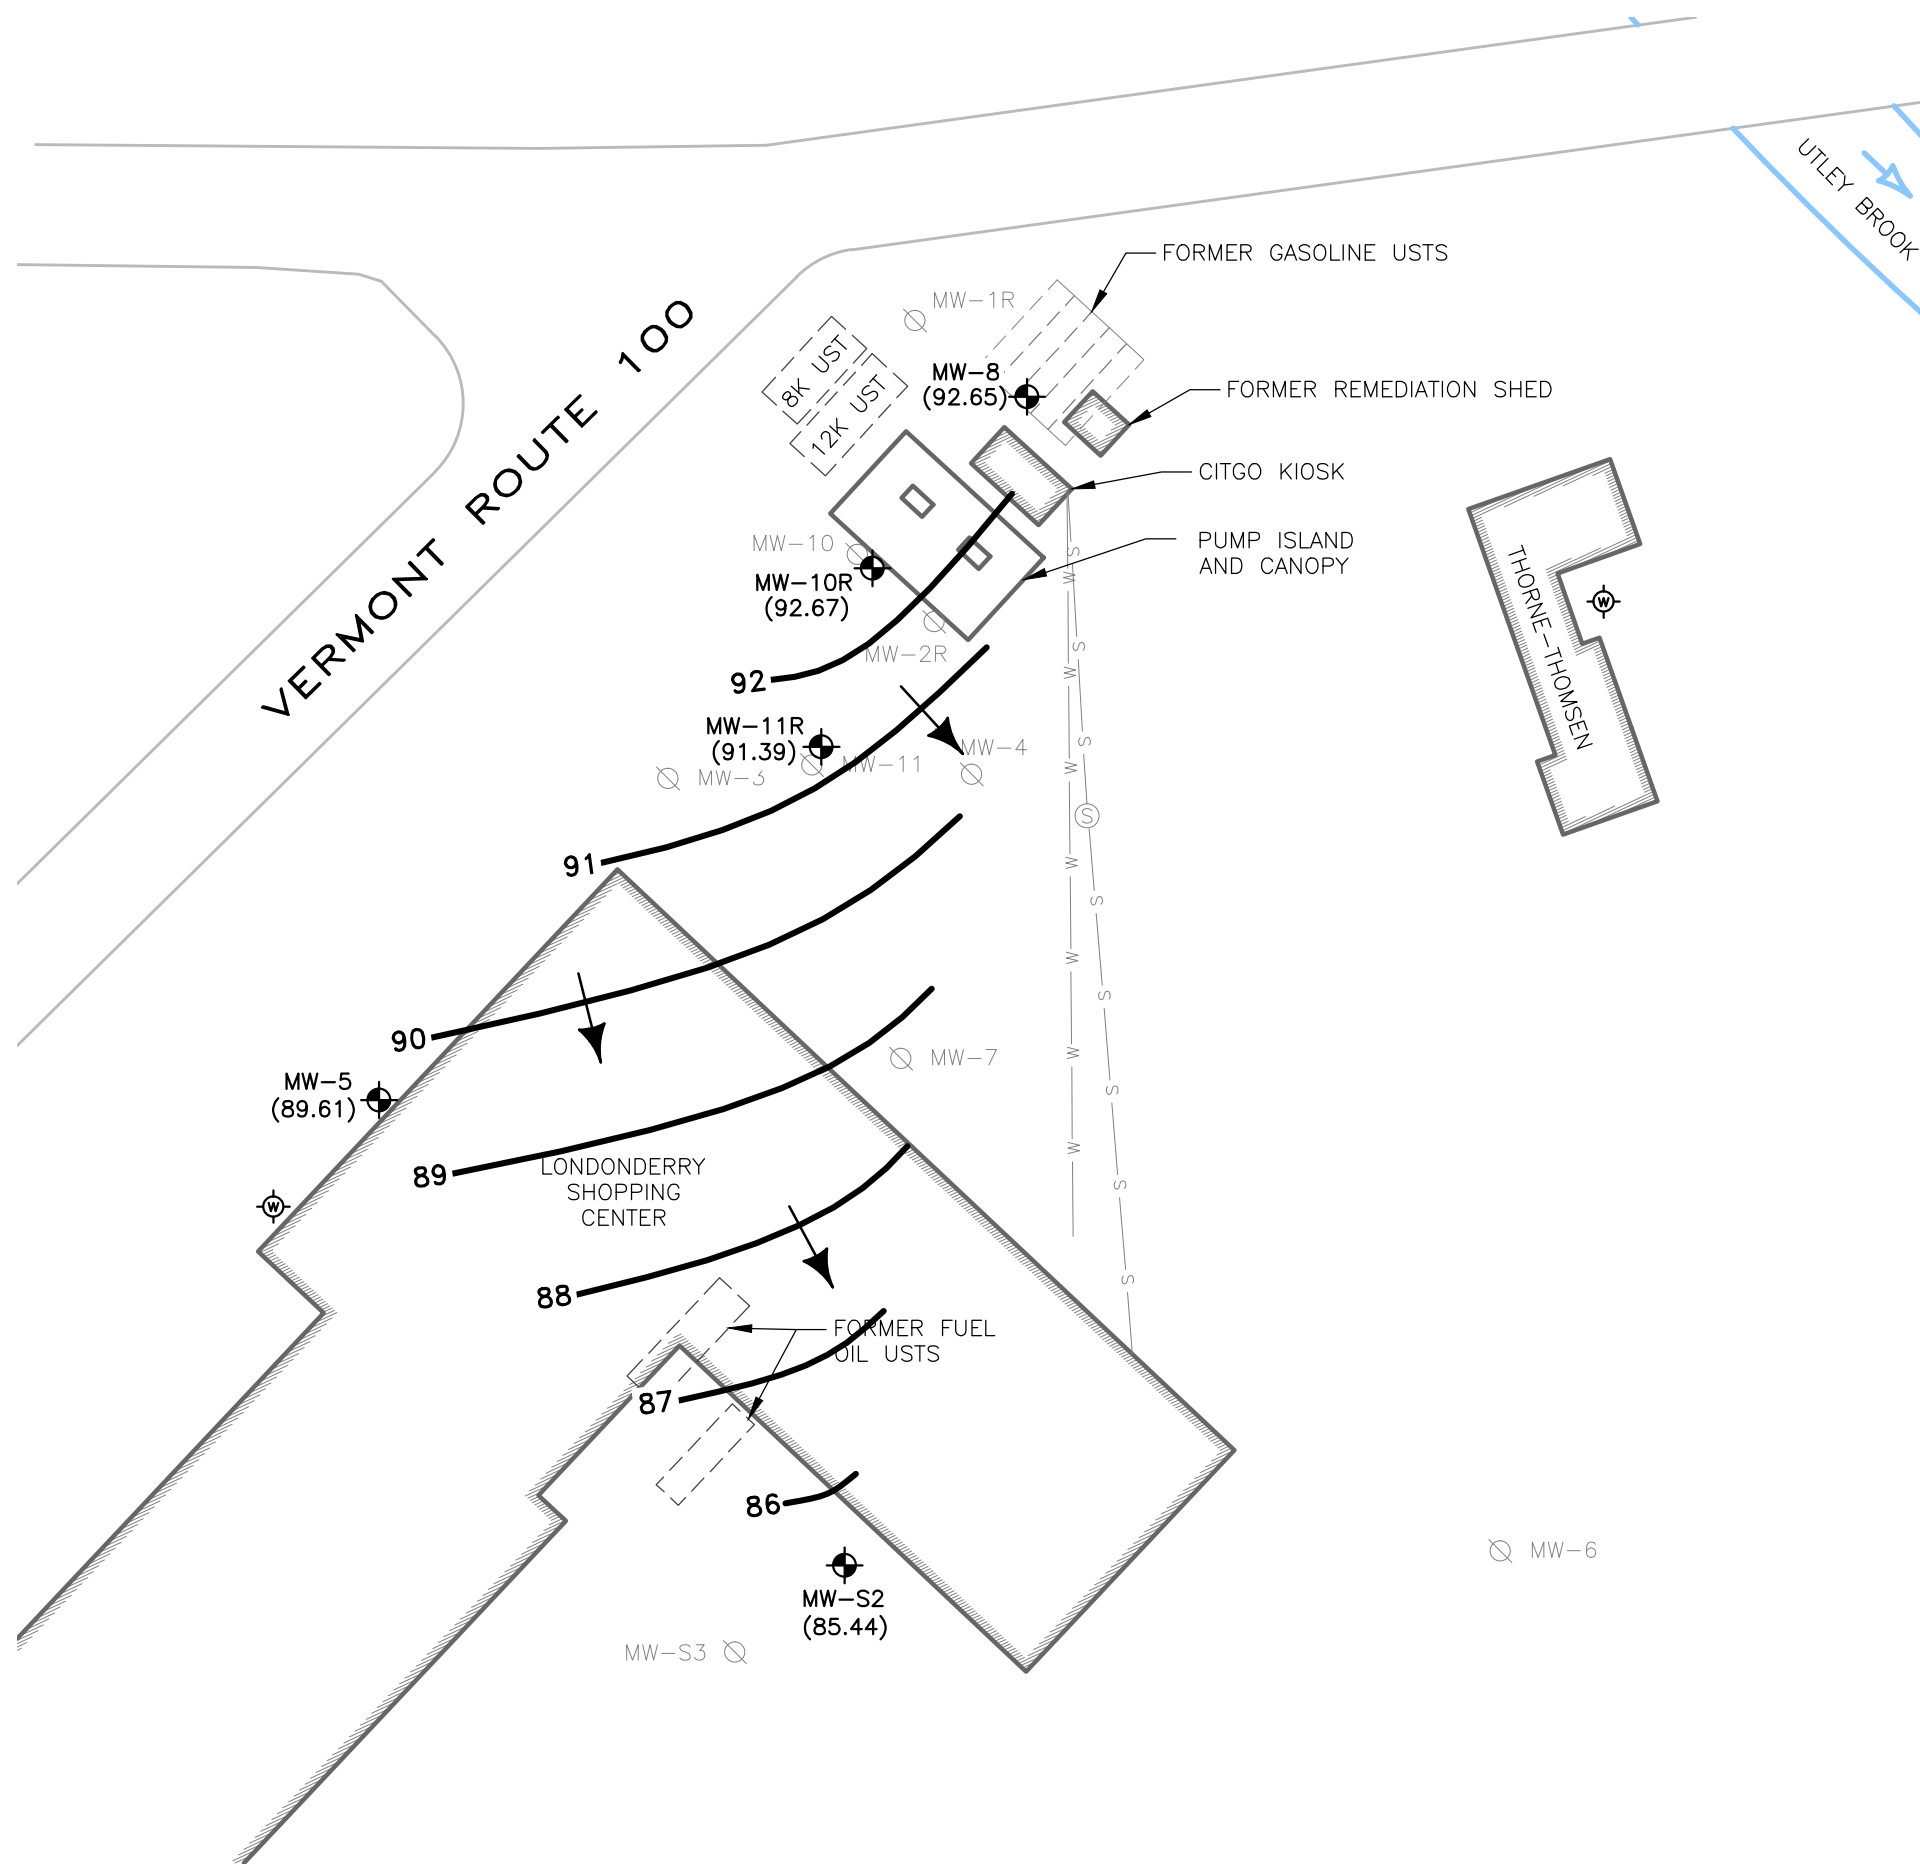 UTLEY BROOK
FORMER GASOLINE USTS
MW-1R
VERMONT ROUTE 100
8K UST
12K UST
MW-8
(92.65)
FORMER REMEDIATION SHED
CITGO KIOSK
PUMP ISLAND
AND CANOPY
MW-10
MW-10R
(92.67)
THORNE-THOMSEN
W
S
W
MW-2R
S
W
92
MW-11R
(91.39)
S
MW-4
W
MW-3
MW-11
S
91
W
S
90
W
S
MW-7
W
MW-5
(89.61)
S
89
W
LONDONDERRY
SHOPPING
CENTER
S
W
88
S
FORMER FUEL
OIL USTS
87
86
MW-6
MW-S2
(85.44)
MW-S3